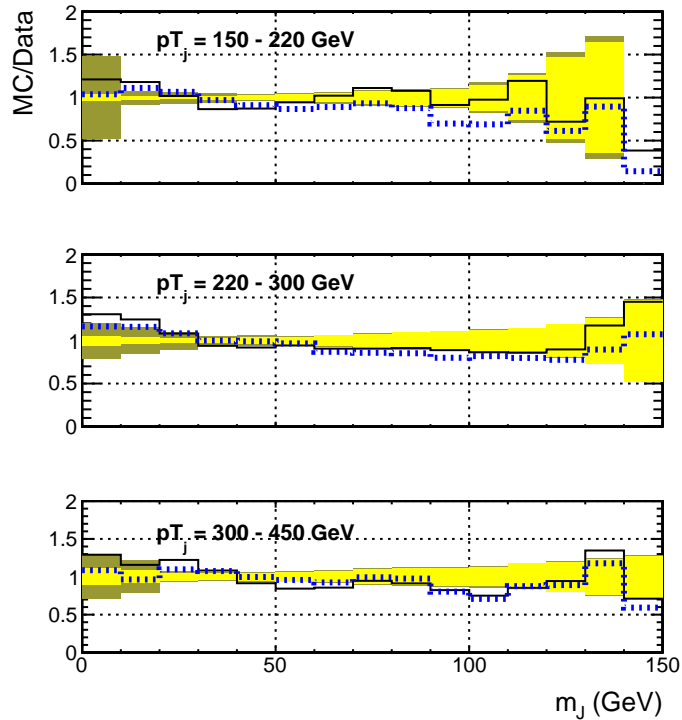 MC/Data
2
1.5
1
0.5
0
pT_j = 150 - 220 GeV
2
1.5
1
0.5
0
pT_j = 220 - 300 GeV
2
1.5
1
0.5
0
pT_j = 300 - 450 GeV
0 50 100 150
m_J (GeV)